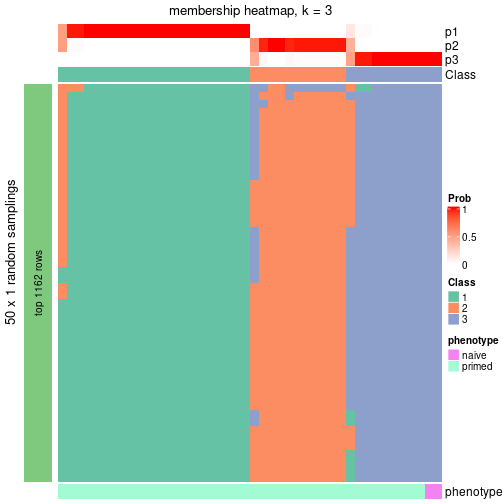 membership heatmap, k = 3
p1
p2
p3
Class
50 x 1 random samplings
top 1162 rows
Prob
1
0.5
0
Class
1
2
3
phenotype
naive
primed
phenotype